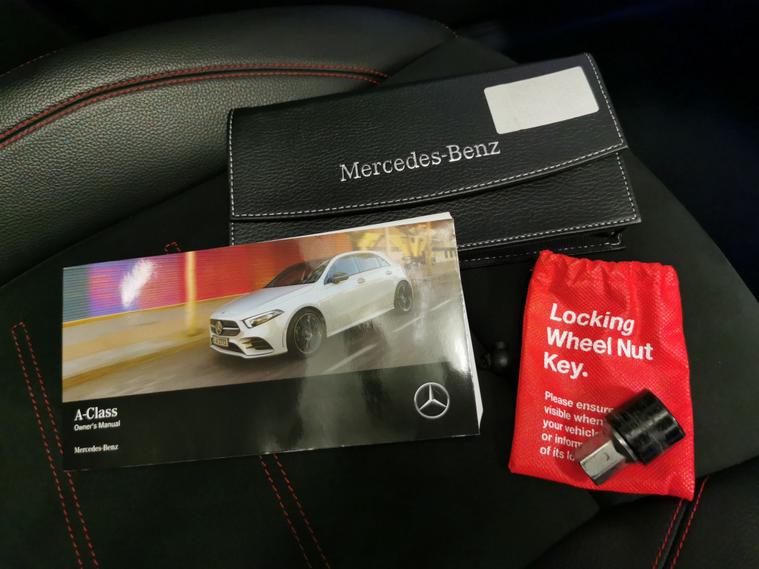 Mercedes-Benz
A-Class
Owner's Manual
Mercedes-Benz
Locking
Wheel Nut
Key.
Please ensure
visible when
your vehicle
or inform
of its